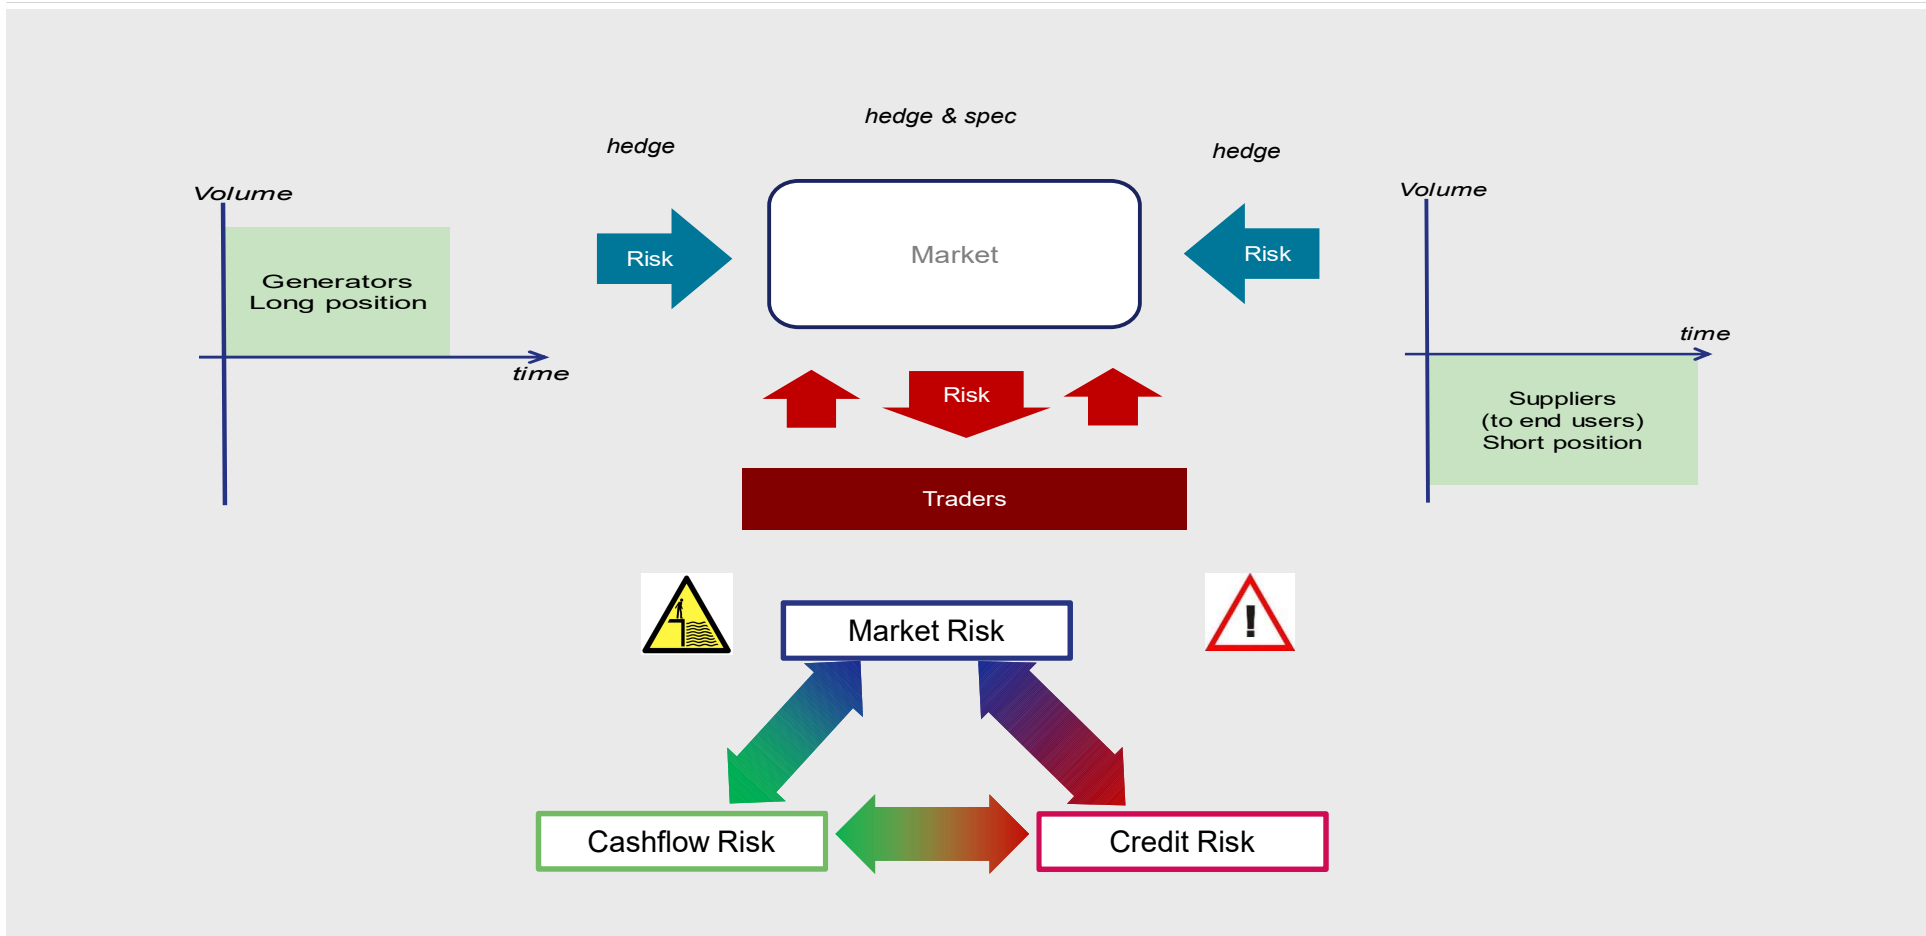 hedge & spec
hedge
hedge
Volume
Volume
Generators
Long position
Risk
Market
Risk
time
time
Risk
Suppliers
(to end users)
Short position
Traders
!
Market Risk
Cashflow Risk
Credit Risk